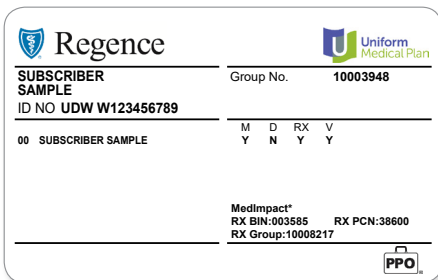 Regence
Uniform
Medical Plan
SUBSCRIBER
SAMPLE
ID NO UDW W123456789
Group No. 10003948
00 SUBSCRIBER SAMPLE
M D RX V
Y N Y Y
MedImpact*
RX BIN:003585 RX PCN:38600
RX Group:10008217
PPO